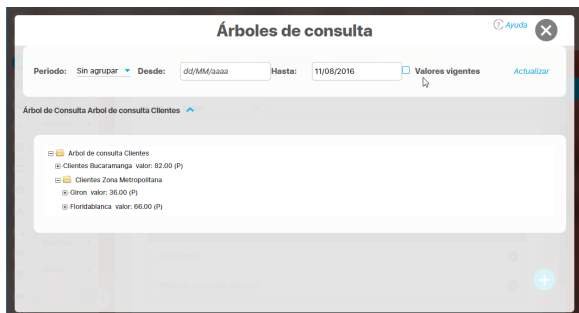 Árboles de consulta
Ayuda
Periodo: Sin agrupar Desde: dd/MM/aaaa Hasta: 11/08/2016 Valores vigentes Actualizar
Árbol de Consulta Arbol de consulta Clientes
Arbol de consulta Clientes
Clientes Bucaramanga valor: 82.00 (P)
Clientes Zona Metropolitana
Giron valor: 36.00 (P)
Floridablanca valor: 66.00 (P)